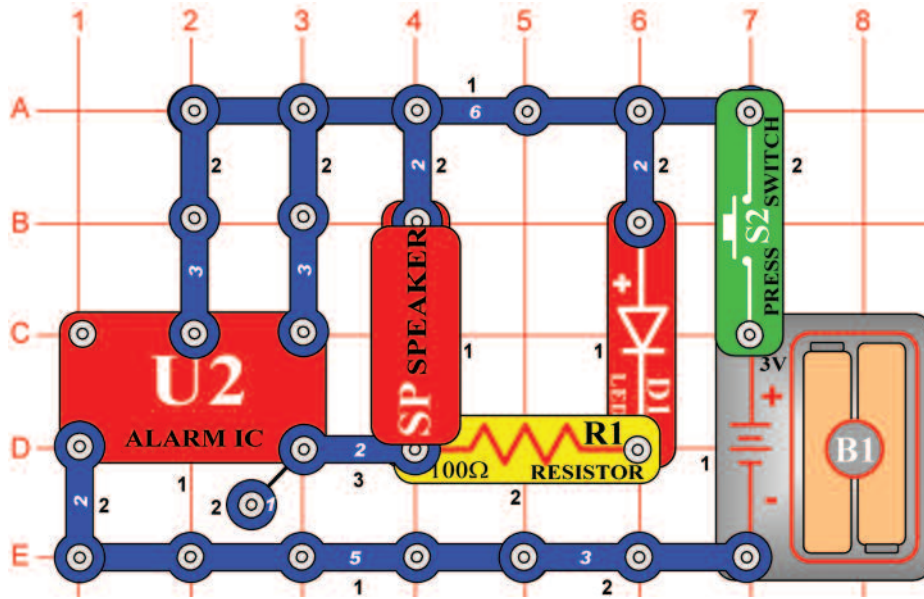 1 2 3 4 5 6 7 8
1
A 6
2 2 2 2 2 2 2
B
3 3 SPEAKER + S2 PRESS SWITCH
C
U2 SP 1 1 D1 LED 3V
+
ALARM IC R1 B1
D 2 100Ω RESISTOR 1
1 3 2
2 2 2 1 -
E 5 3
1 2